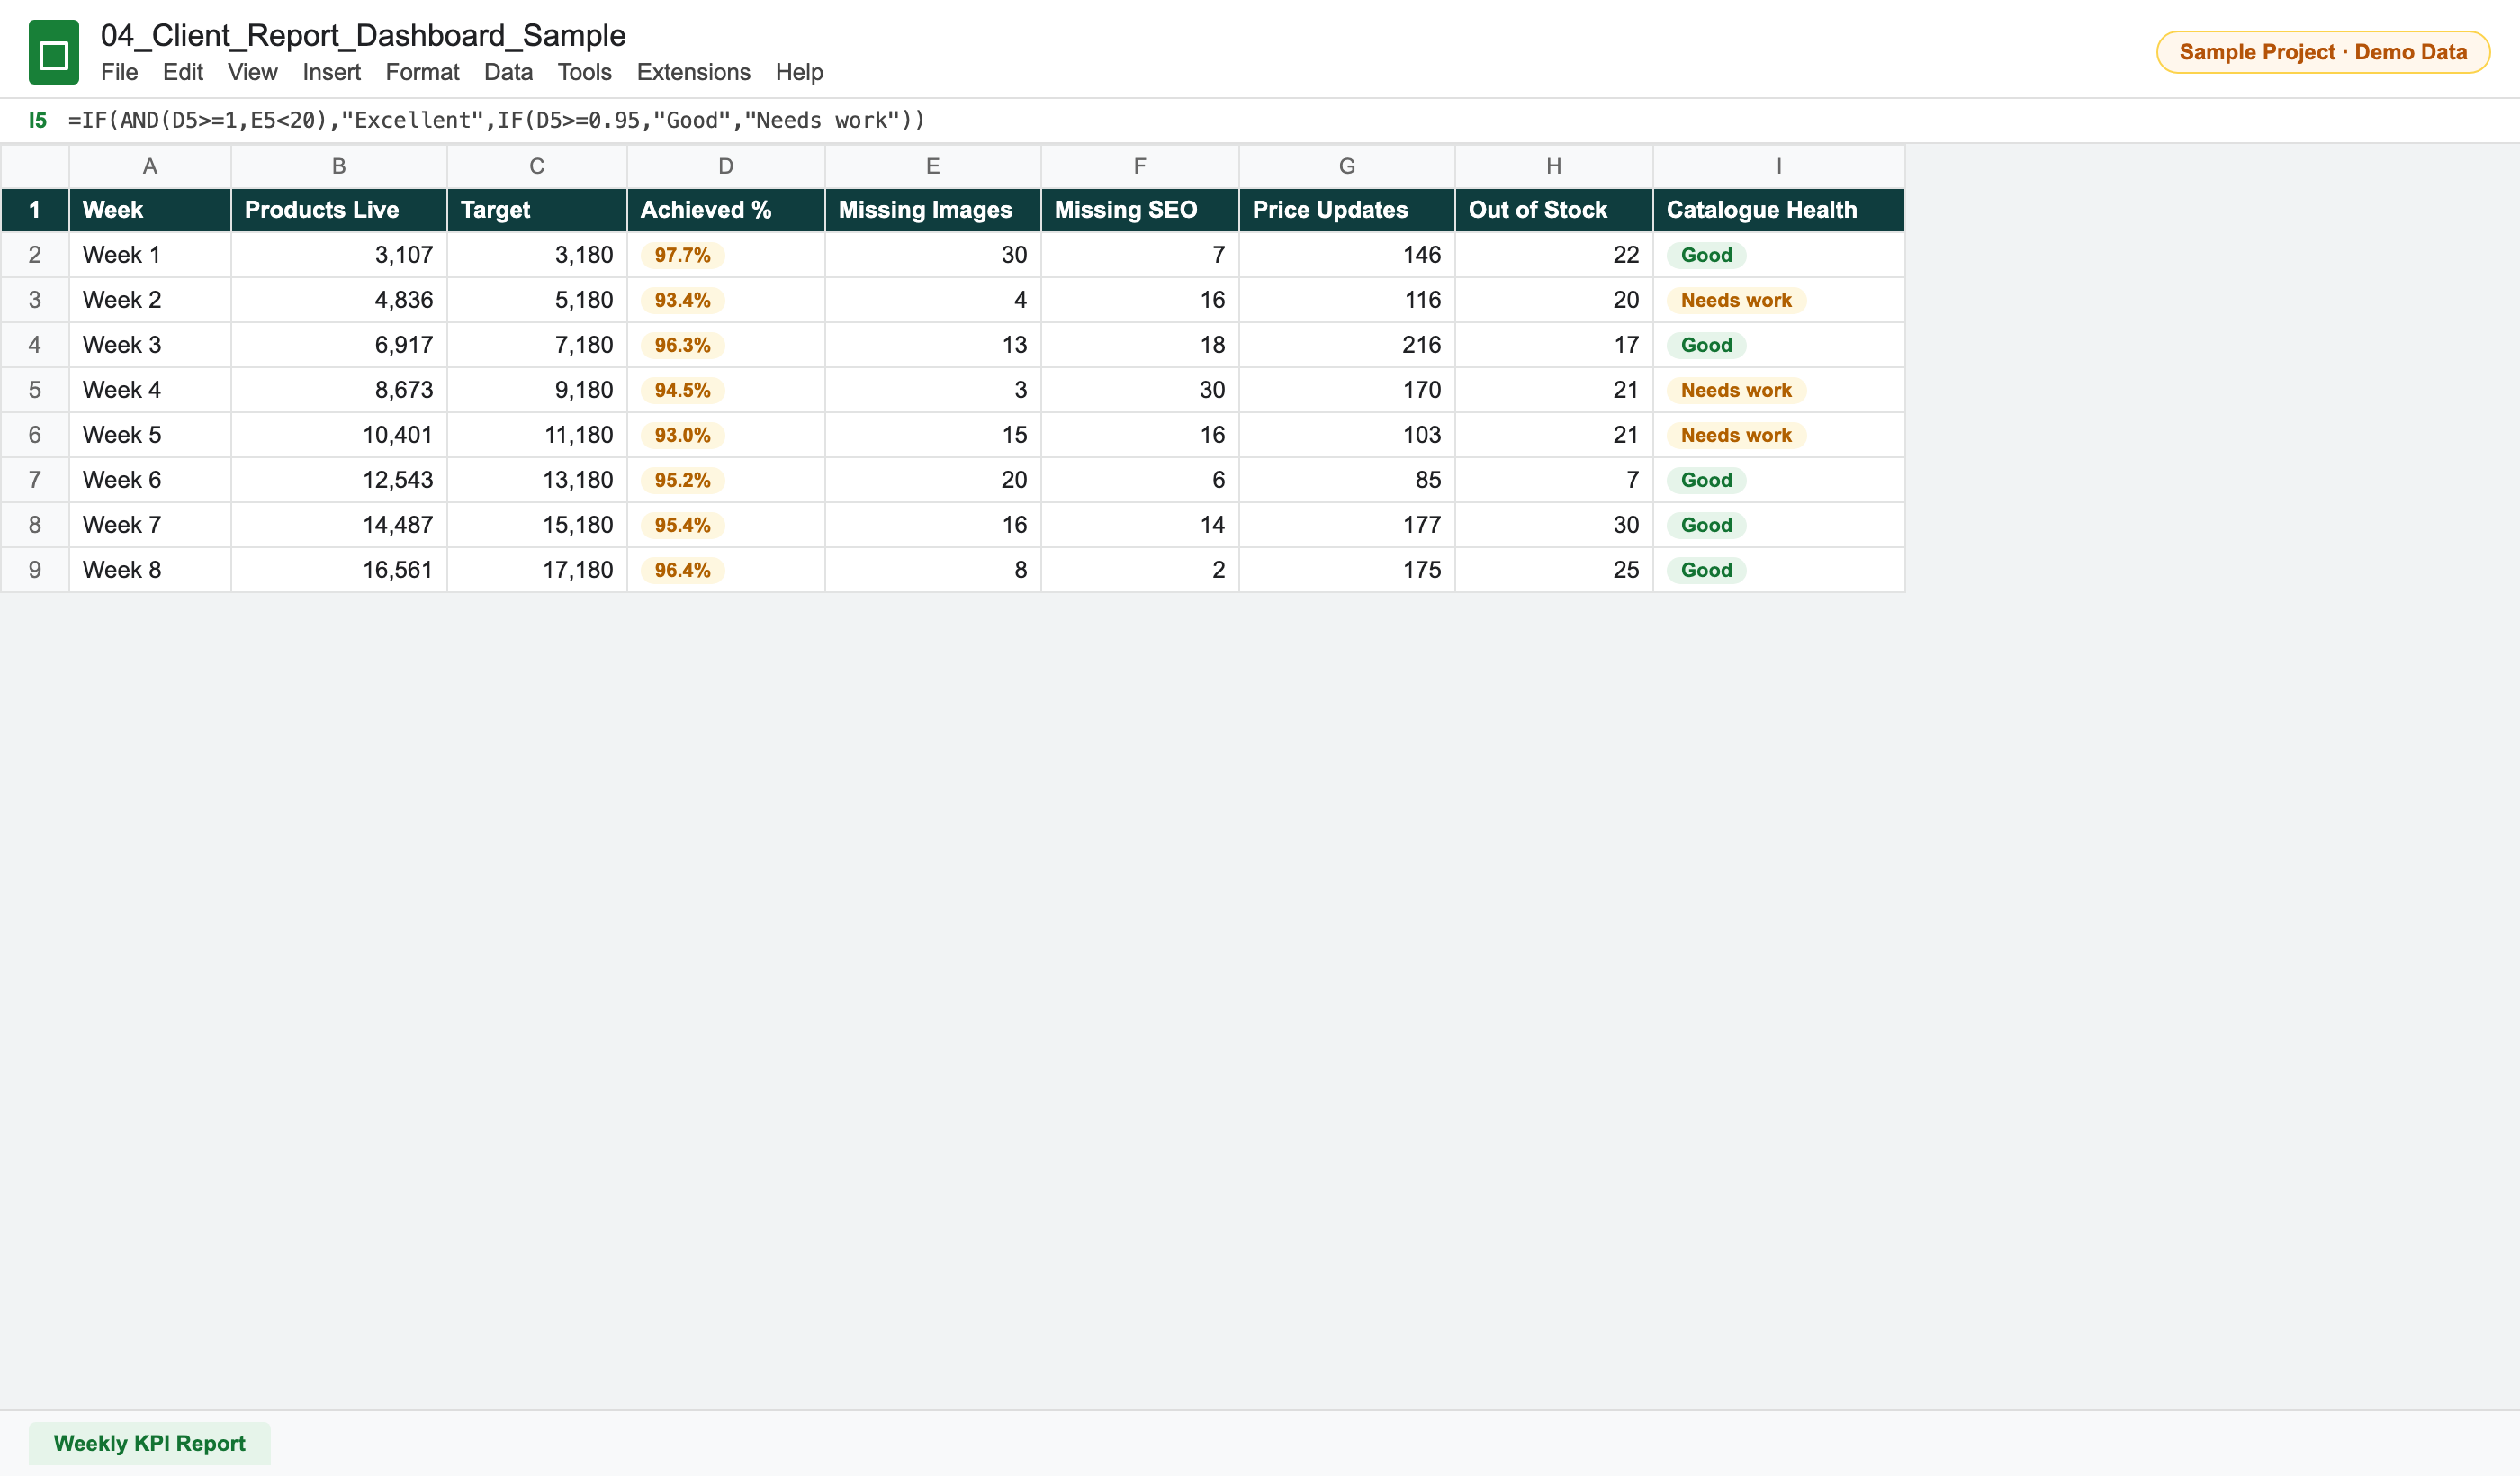 04_Client_Report_Dashboard_Sample
File Edit View Insert Format Data Tools Extensions Help
Sample Project · Demo Data
I5 =IF(AND(D5>=1,E5<20),"Excellent",IF(D5>=0.95,"Good","Needs work"))
A B C D E F G H I
1 Week Products Live Target Achieved % Missing Images Missing SEO Price Updates Out of Stock Catalogue Health
2 Week 1 3,107 3,180 97.7% 30 7 146 22 Good
3 Week 2 4,836 5,180 93.4% 4 16 116 20 Needs work
4 Week 3 6,917 7,180 96.3% 13 18 216 17 Good
5 Week 4 8,673 9,180 94.5% 3 30 170 21 Needs work
6 Week 5 10,401 11,180 93.0% 15 16 103 21 Needs work
7 Week 6 12,543 13,180 95.2% 20 6 85 7 Good
8 Week 7 14,487 15,180 95.4% 16 14 177 30 Good
9 Week 8 16,561 17,180 96.4% 8 2 175 25 Good
Weekly KPI Report